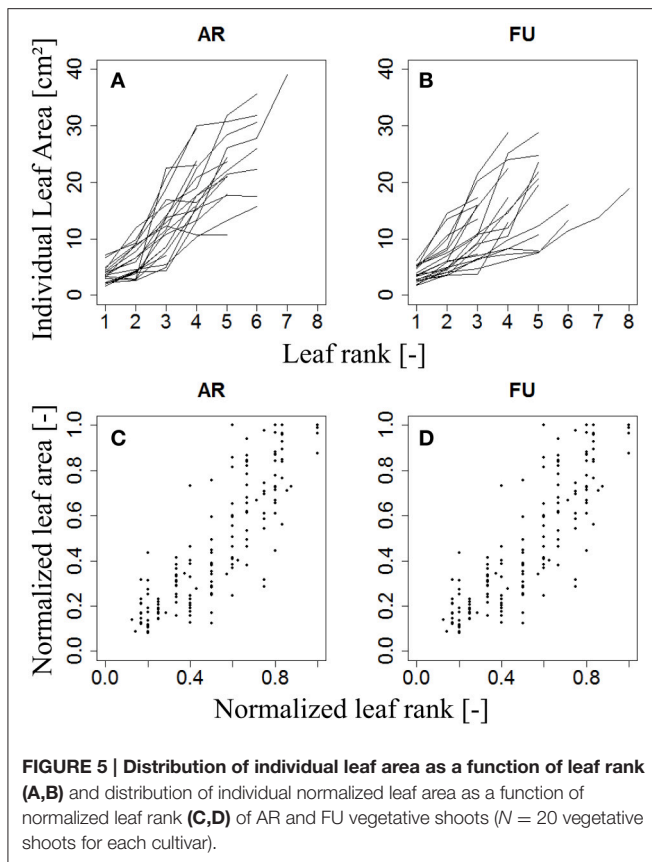 AR FU
Individual Leaf Area [cm²]
40
30
20
10
0
A
B
1 2 3 4 5 6 7 8 1 2 3 4 5 6 7 8
Leaf rank [-]
AR FU
Normalized leaf area [-]
1.0
0.8
0.6
0.4
0.2
0.0
C
1.0
0.8
0.6
0.4
0.2
0.0
D
0.0 0.4 0.8 0.0 0.4 0.8
Normalized leaf rank [-]
FIGURE 5 | Distribution of individual leaf area as a function of leaf rank
(A,B) and distribution of individual normalized leaf area as a function of
normalized leaf rank (C,D) of AR and FU vegetative shoots (N = 20 vegetative
shoots for each cultivar).